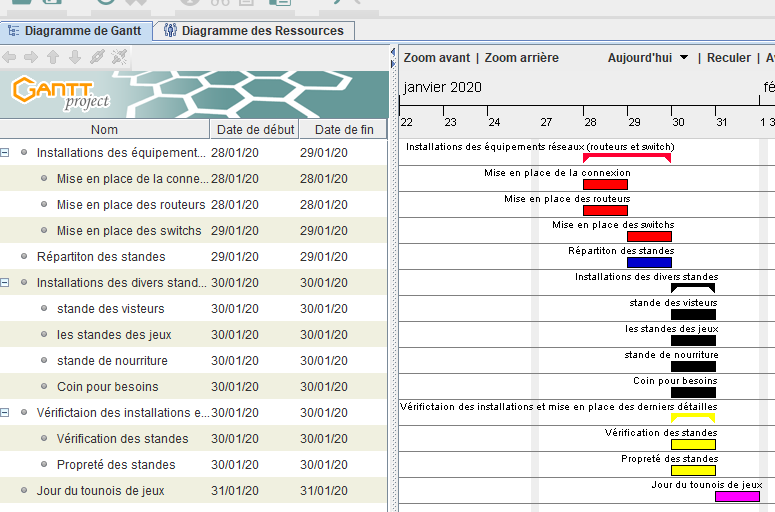 Diagramme de Gantt
Diagramme des Ressources
Zoom avant | Zoom arrière
Aujourd'hui | Reculer |
GANTT project
janvier 2020
22 23 24 27 28 29 30 31 1 3
Nom Date de début Date de fin
Installations des équipement... 28/01/20 29/01/20
Mise en place de la conne... 28/01/20 28/01/20
Mise en place des routeurs 28/01/20 28/01/20
Mise en place des switchs 29/01/20 29/01/20
Répartiton des standes 29/01/20 29/01/20
Installations des divers stand... 30/01/20 30/01/20
stande des visteurs 30/01/20 30/01/20
les standes des jeux 30/01/20 30/01/20
stande de nourriture 30/01/20 30/01/20
Coin pour besoins 30/01/20 30/01/20
Vérifictaion des installations e... 30/01/20 30/01/20
Vérification des standes 30/01/20 30/01/20
Propreté des standes 30/01/20 30/01/20
Jour du tounois de jeux 31/01/20 31/01/20
Installations des équipements réseaux (routeurs et switch)
Mise en place de la connexion
Mise en place des routeurs
Mise en place des switchs
Répartiton des standes
Installations des divers standes
stande des visteurs
les standes des jeux
stande de nourriture
Coin pour besoins
Vérifictaion des installations et mise en place des derniers détailles
Vérification des standes
Propreté des standes
Jour du tounois de jeux